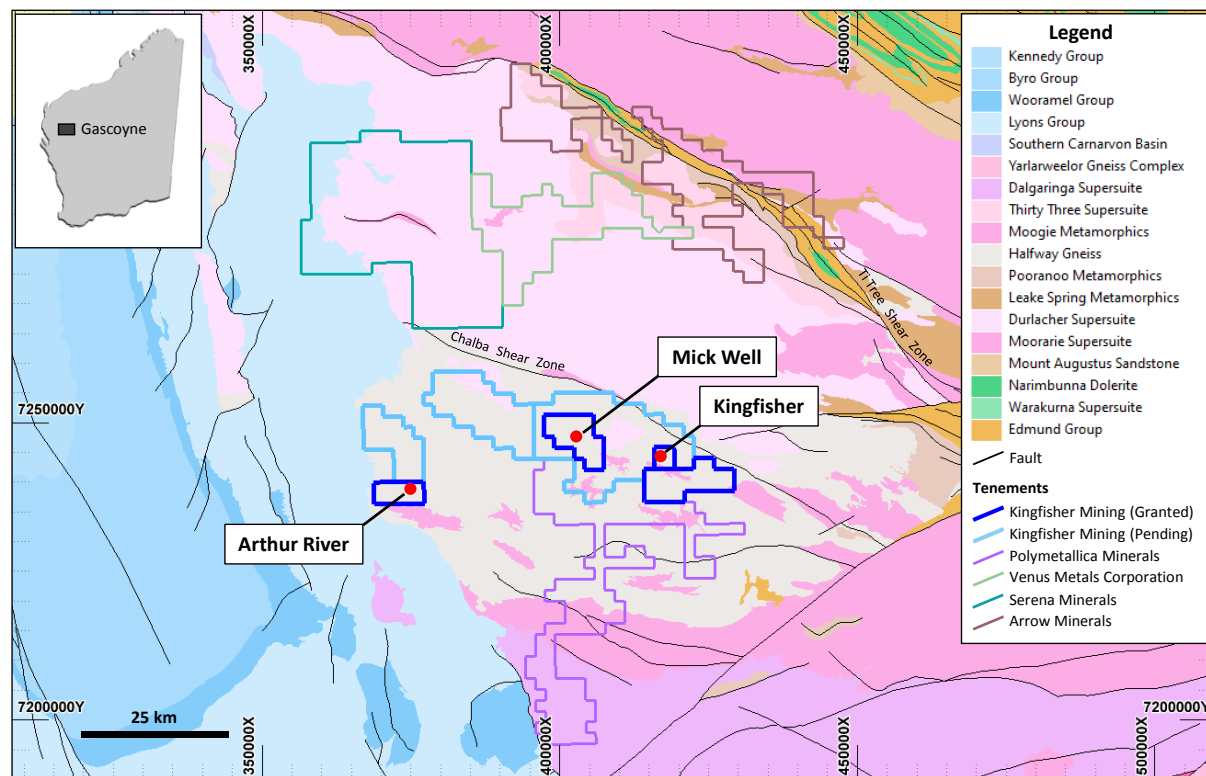 Gascoyne
350000X
400000X
450000X
Legend
Kennedy Group
Byro Group
Wooramel Group
Lyons Group
Southern Carnarvon Basin
Yarlarweelor Gneiss Complex
Dalgaringa Supersuite
Thirty Three Supersuite
Moogie Metamorphics
Halfway Gneiss
Pooranoo Metamorphics
Leake Spring Metamorphics
Durlacher Supersuite
Moorarie Supersuite
Mount Augustus Sandstone
Narimbunna Dolerite
Warakurna Supersuite
Edmund Group
Fault
Tenements
Kingfisher Mining (Granted)
Kingfisher Mining (Pending)
Polymetallica Minerals
Venus Metals Corporation
Serena Minerals
Arrow Minerals
Ti Tree Shear Zone
Chalba Shear Zone
Mick Well
Kingfisher
7250000Y
Arthur River
7200000Y
7200000Y
25 km
350000X
400000X
450000X
500000X